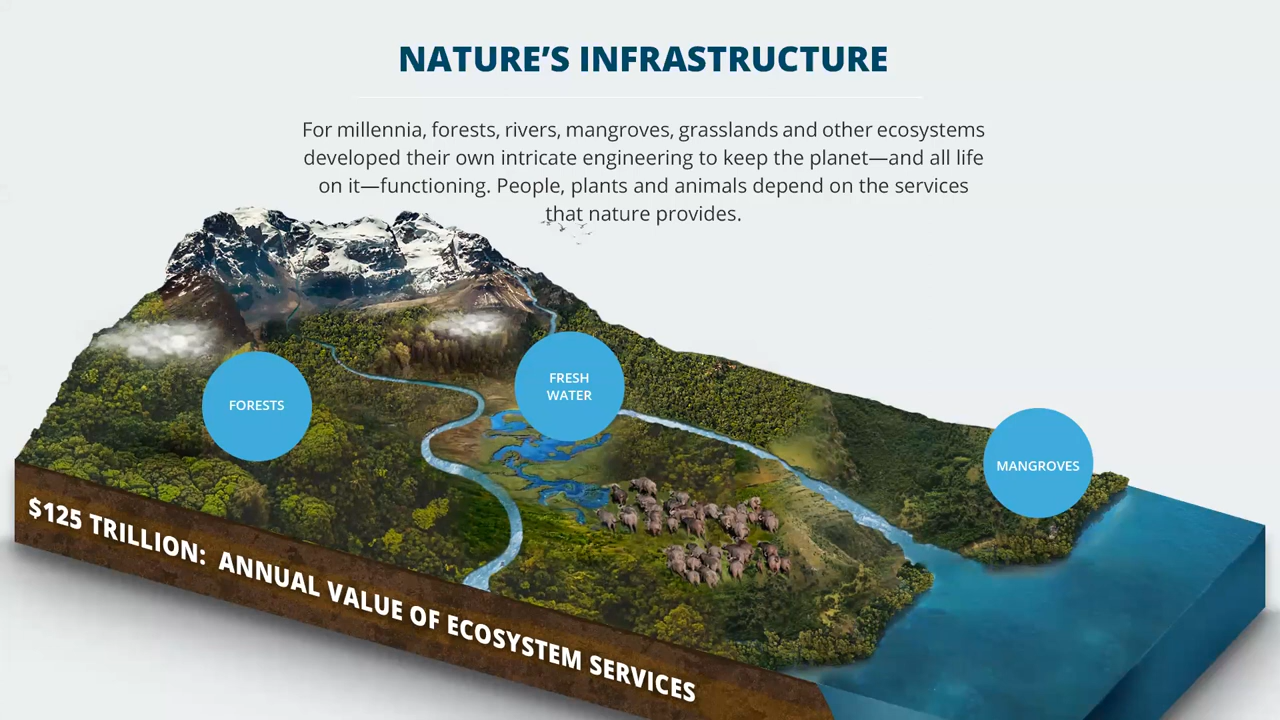 NATURE’S INFRASTRUCTURE
For millennia, forests, rivers, mangroves, grasslands and other ecosystems
developed their own intricate engineering to keep the planet—and all life
on it—functioning. People, plants and animals depend on the services
that nature provides.
FORESTS
FRESH
WATER
MANGROVES
$125 TRILLION: ANNUAL VALUE OF ECOSYSTEM SERVICES